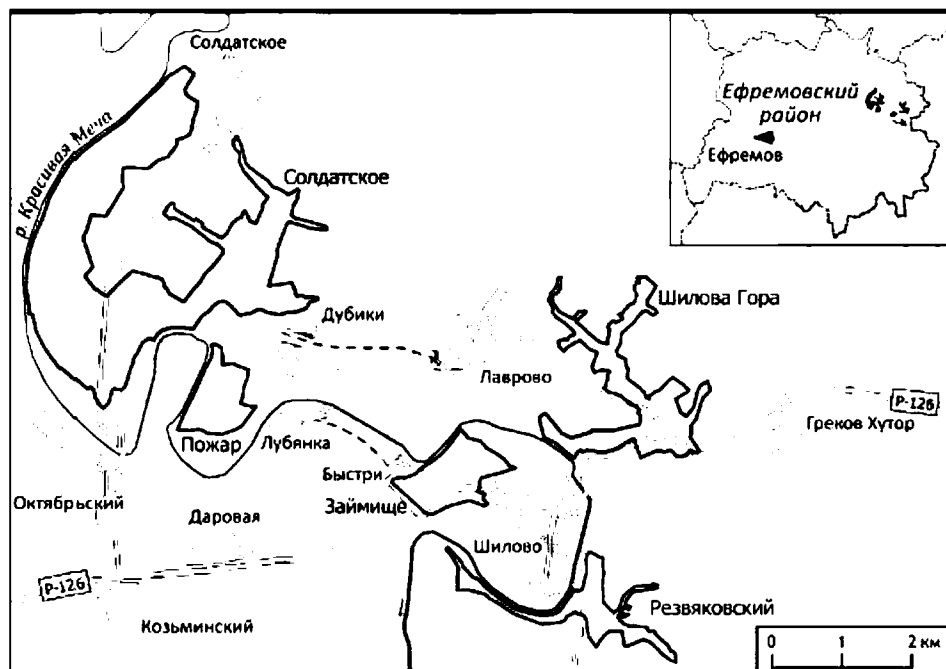 Солдатское
Ефремовский
район
Ефремов
р. Красивая Меча
Солдатское
Шилова Гора
Дубики
Лаврово
Р-126
Греков Хутор
Пожар
Лубянка
Быстри
Займище
Октябрьский
Даровая
Шилово
Р-126
Резвяковский
Козьминский
0 1 2 км